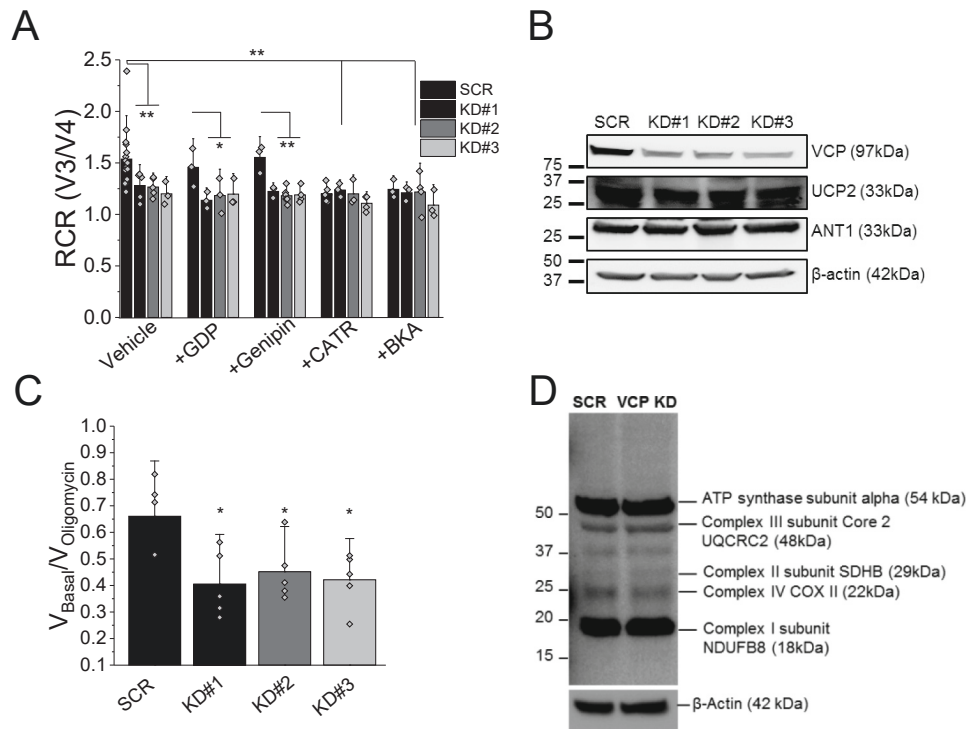 A
**
2.5
2.0
1.5
1.0
0.5
0.0
RCR (V3/V4)
**
*
**
SCR
KD#1
KD#2
KD#3
Vehicle
+GDP
+Genipin
+CATR
+BKA
B
SCR KD#1 KD#2 KD#3
75
37
25
25
50
37
VCP (97kDa)
UCP2 (33kDa)
ANT1 (33kDa)
β-actin (42kDa)
C
1.0
0.9
0.8
0.7
0.6
0.5
0.4
0.3
0.2
0.1
VBasal/VOligomycin
* * *
SCR
KD#1
KD#2
KD#3
D
SCR VCP KD
50
37
25
20
15
ATP synthase subunit alpha (54 kDa)
Complex III subunit Core 2
UQCRC2 (48kDa)
Complex II subunit SDHB (29kDa)
Complex IV COX II (22kDa)
Complex I subunit
NDUFB8 (18kDa)
β-Actin (42 kDa)